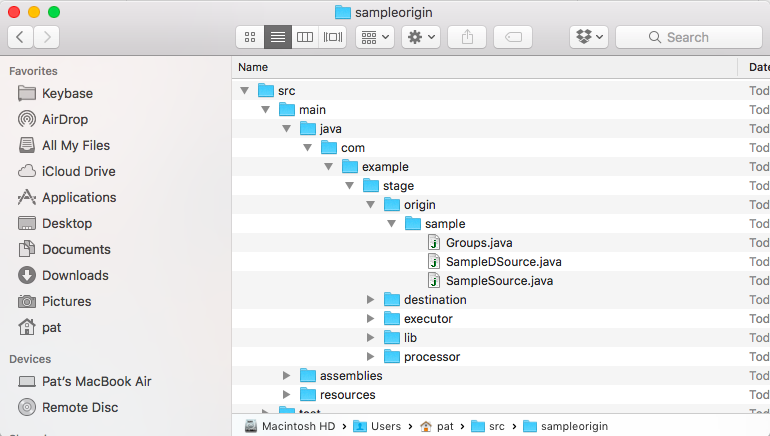 sampleorigin
Search
Favorites
Keybase
AirDrop
All My Files
iCloud Drive
Applications
Desktop
Documents
Downloads
Pictures
pat
Devices
Pat's MacBook Air
Remote Disc
Name Date
src Tod
main Tod
java Tod
com Tod
example Tod
stage Tod
origin Tod
sample Tod
Groups.java Tod
SampleDSource.java Tod
SampleSource.java Tod
destination Tod
executor Tod
lib Tod
processor Tod
assemblies Tod
resources Tod
test Tod
Macintosh HD Users pat src sampleorigin